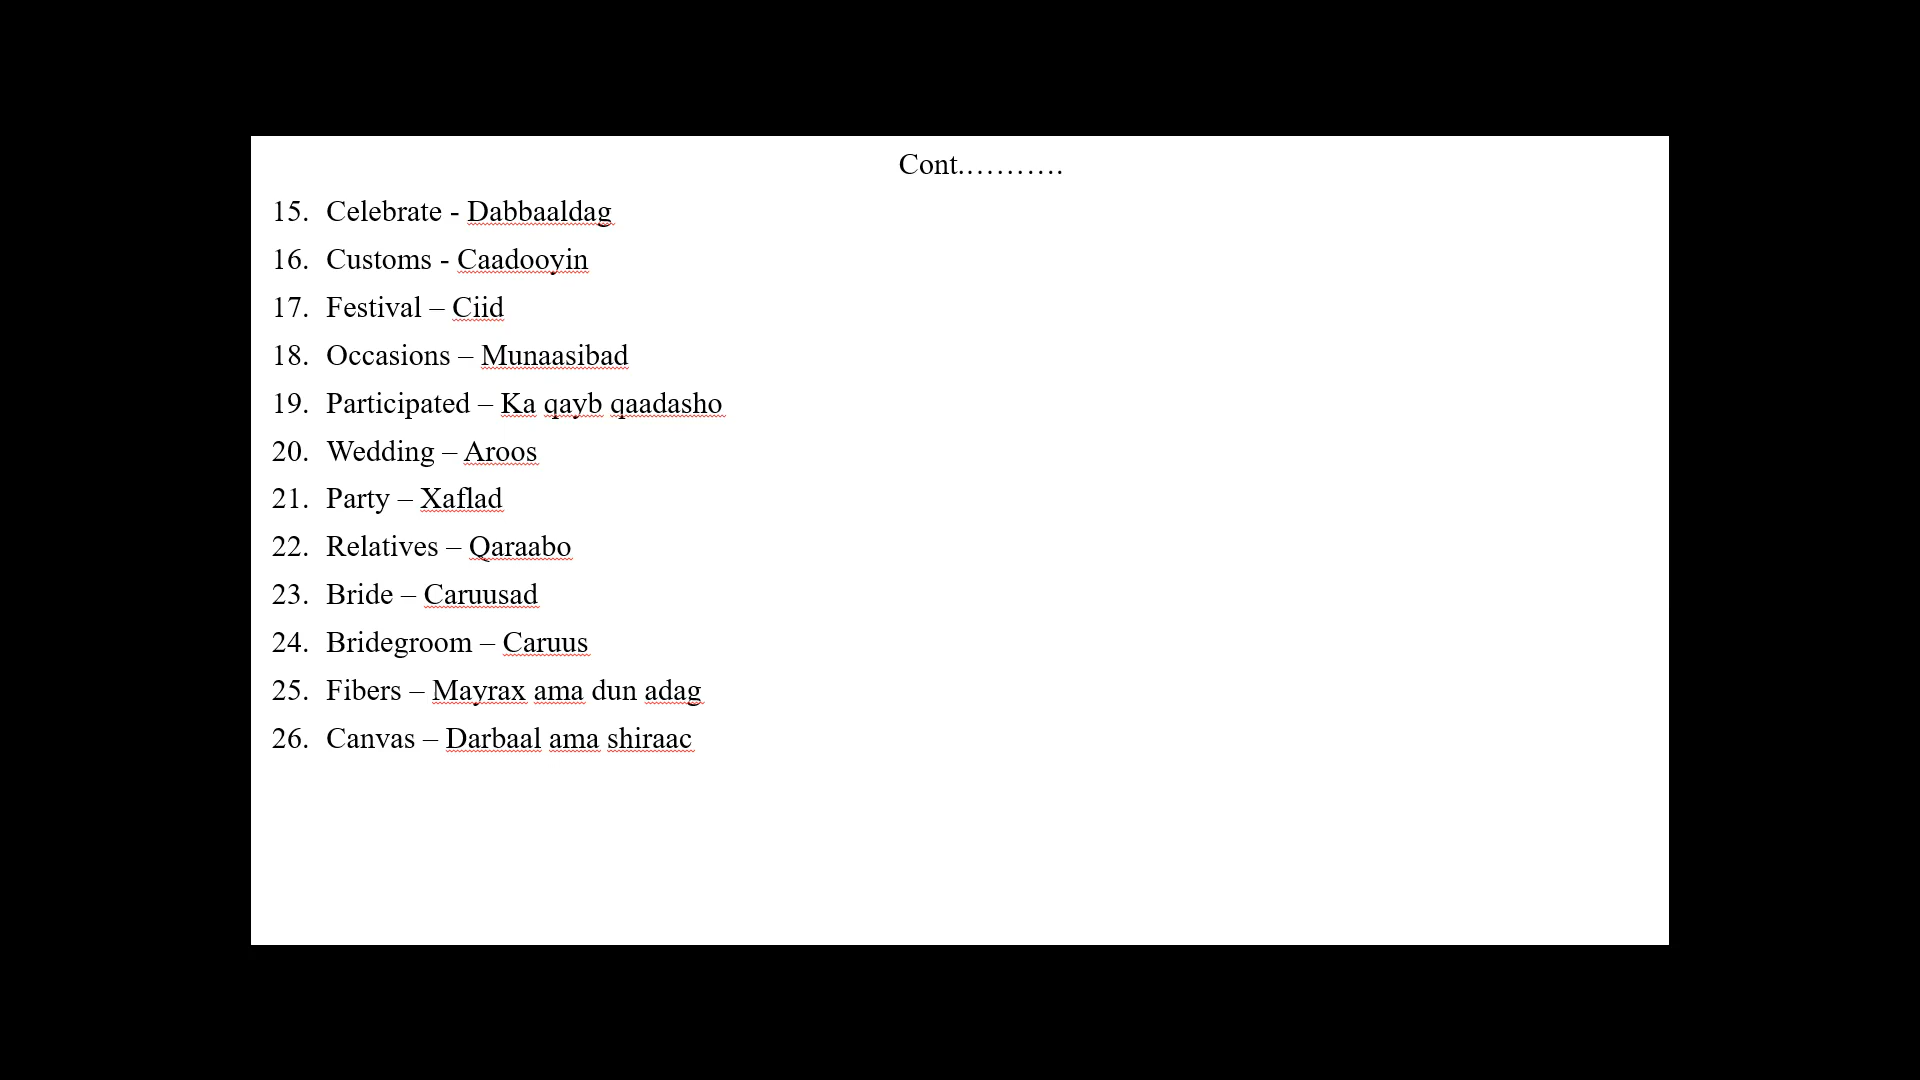 Cont...........
15. Celebrate - Dabbaaldag
16. Customs - Caadooyin
17. Festival – Ciid
18. Occasions – Munaasibad
19. Participated – Ka qayb qaadasho
20. Wedding – Aroos
21. Party – Xaflad
22. Relatives – Qaraabo
23. Bride – Caruusad
24. Bridegroom – Caruus
25. Fibers – Mayrax ama dun adag
26. Canvas – Darbaal ama shiraac